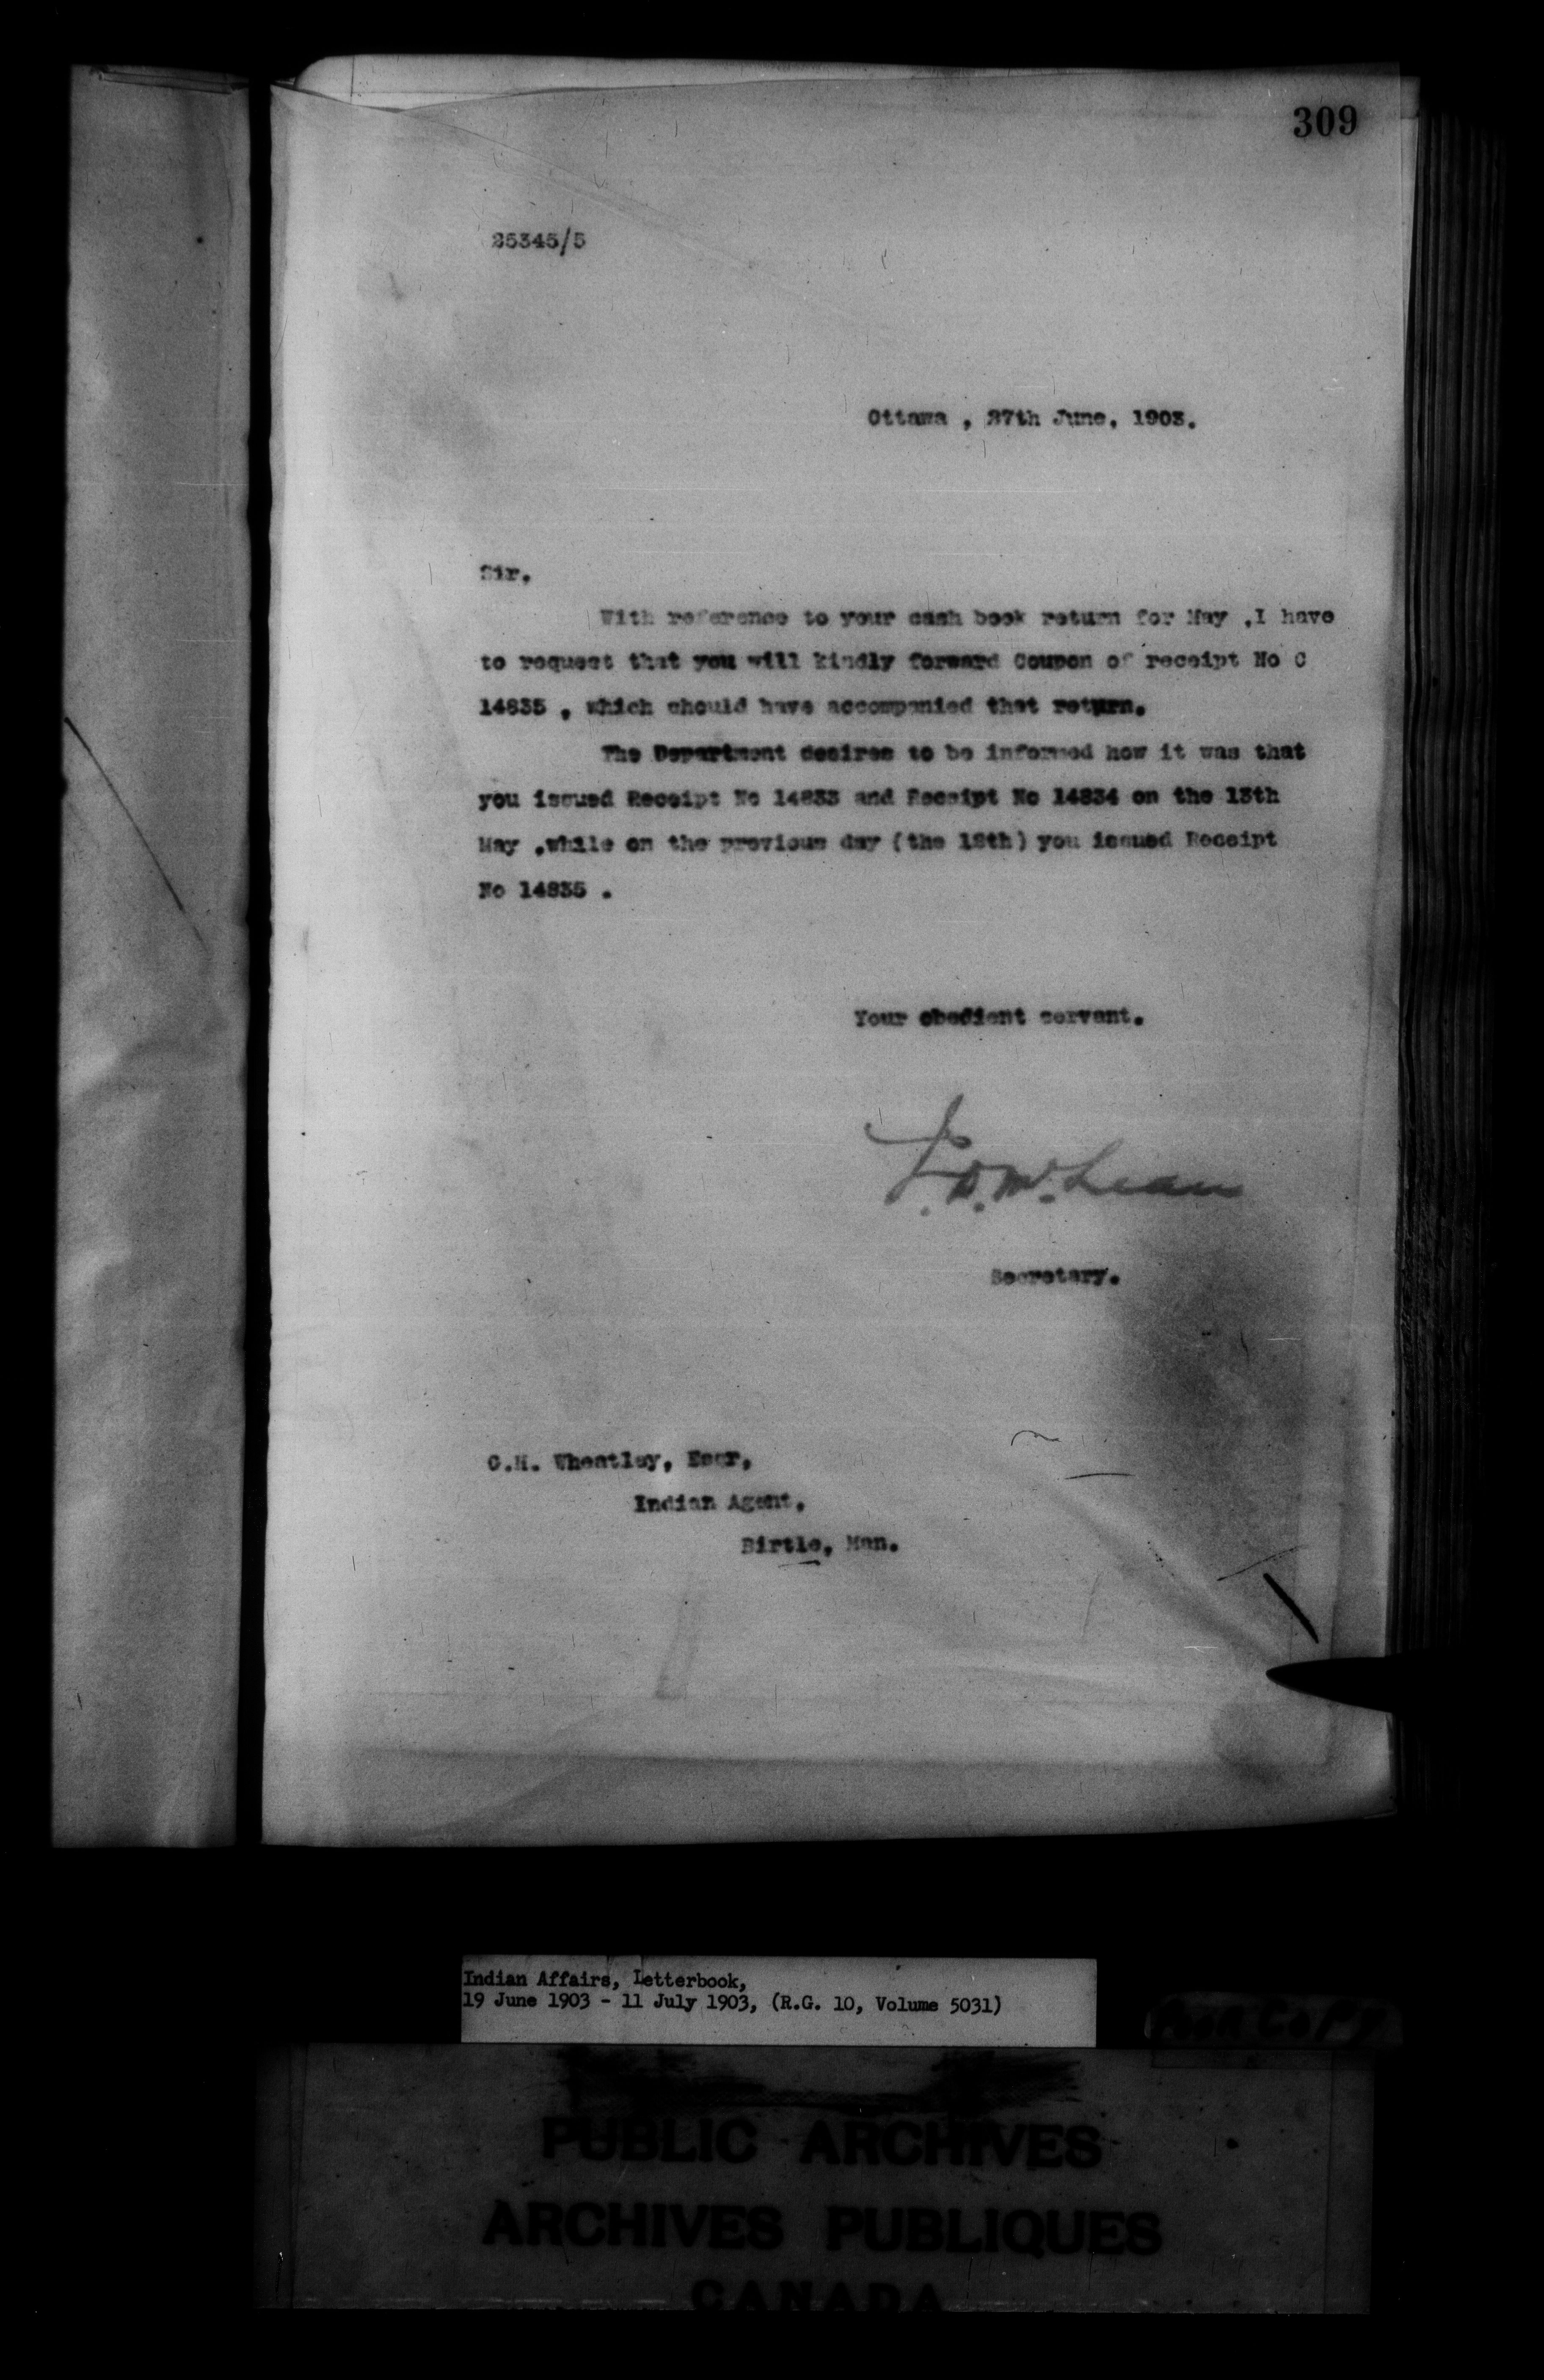 309
25345/5
Ottawa , 27th June, 1903.
Sir.
With reference to your cash book return for May ,I have
to request that you will kindly forward Coupon of receipt No C
14835 , which should have accompanied that return.
The Department desires to be informed how it was that
you issued Receipt No 14833 and Receipt No 14834 on the 13th
May ,while on the previous day (the 12th) you issued Receipt
No 14835 .
Your obedient servant.
J.D. McLean
Secretary.
C.H. Wheatley, Esqr,
Indian Agent.
Birtle, Man.
Indian Affairs, Letterbook,
19 June 1903 - 11 July 1903, (R.G. 10, Volume 5031)
POOR COPY
PUBLIC ARCHIVES
ARCHIVES PUBLIQUES
CANADA